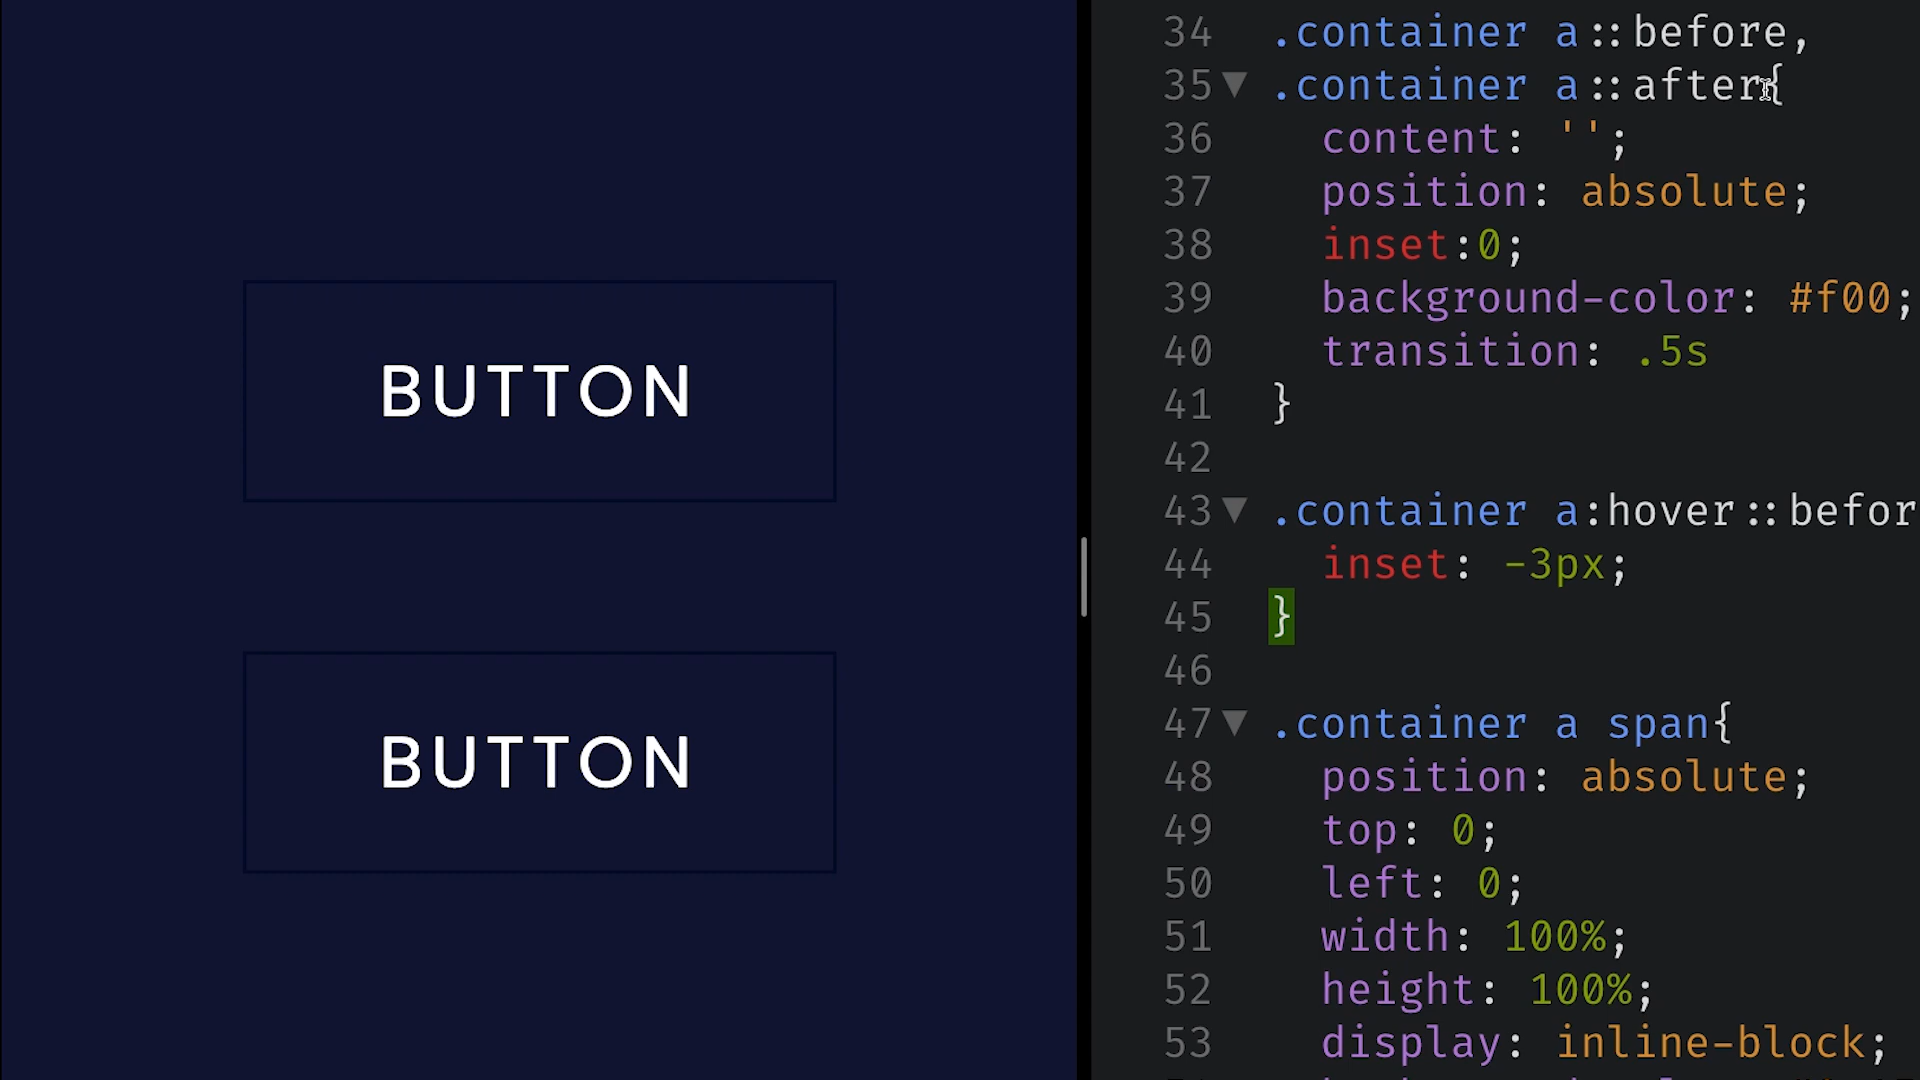 BUTTON
BUTTON
34 .container a::before,
35 .container a::after{
36 content: '';
37 position: absolute;
38 inset:0;
39 background-color: #f00;
40 transition: .5s
41 }
42
43 .container a:hover::befor
44 inset: -3px;
45 }
46
47 .container a span{
48 position: absolute;
49 top: 0;
50 left: 0;
51 width: 100%;
52 height: 100%;
53 display: inline-block;